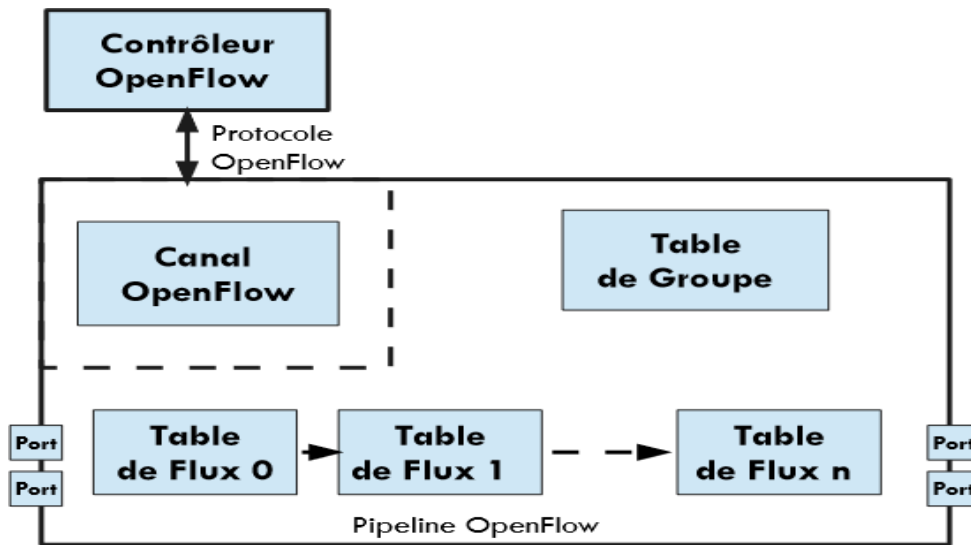 Contrôleur
OpenFlow
Protocole
OpenFlow
Canal
OpenFlow
Table
de Groupe
Port
Port
Table
de Flux 0
Table
de Flux 1
Table
de Flux n
Port
Port
Pipeline OpenFlow